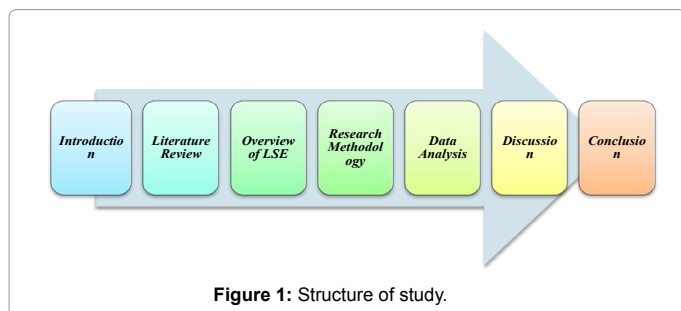 Introductio
n
Literature
Review
Overview
of LSE
Research
Methodol
ogy
Data
Analysis
Discussio
n
Conclusio
n
Figure 1: Structure of study.